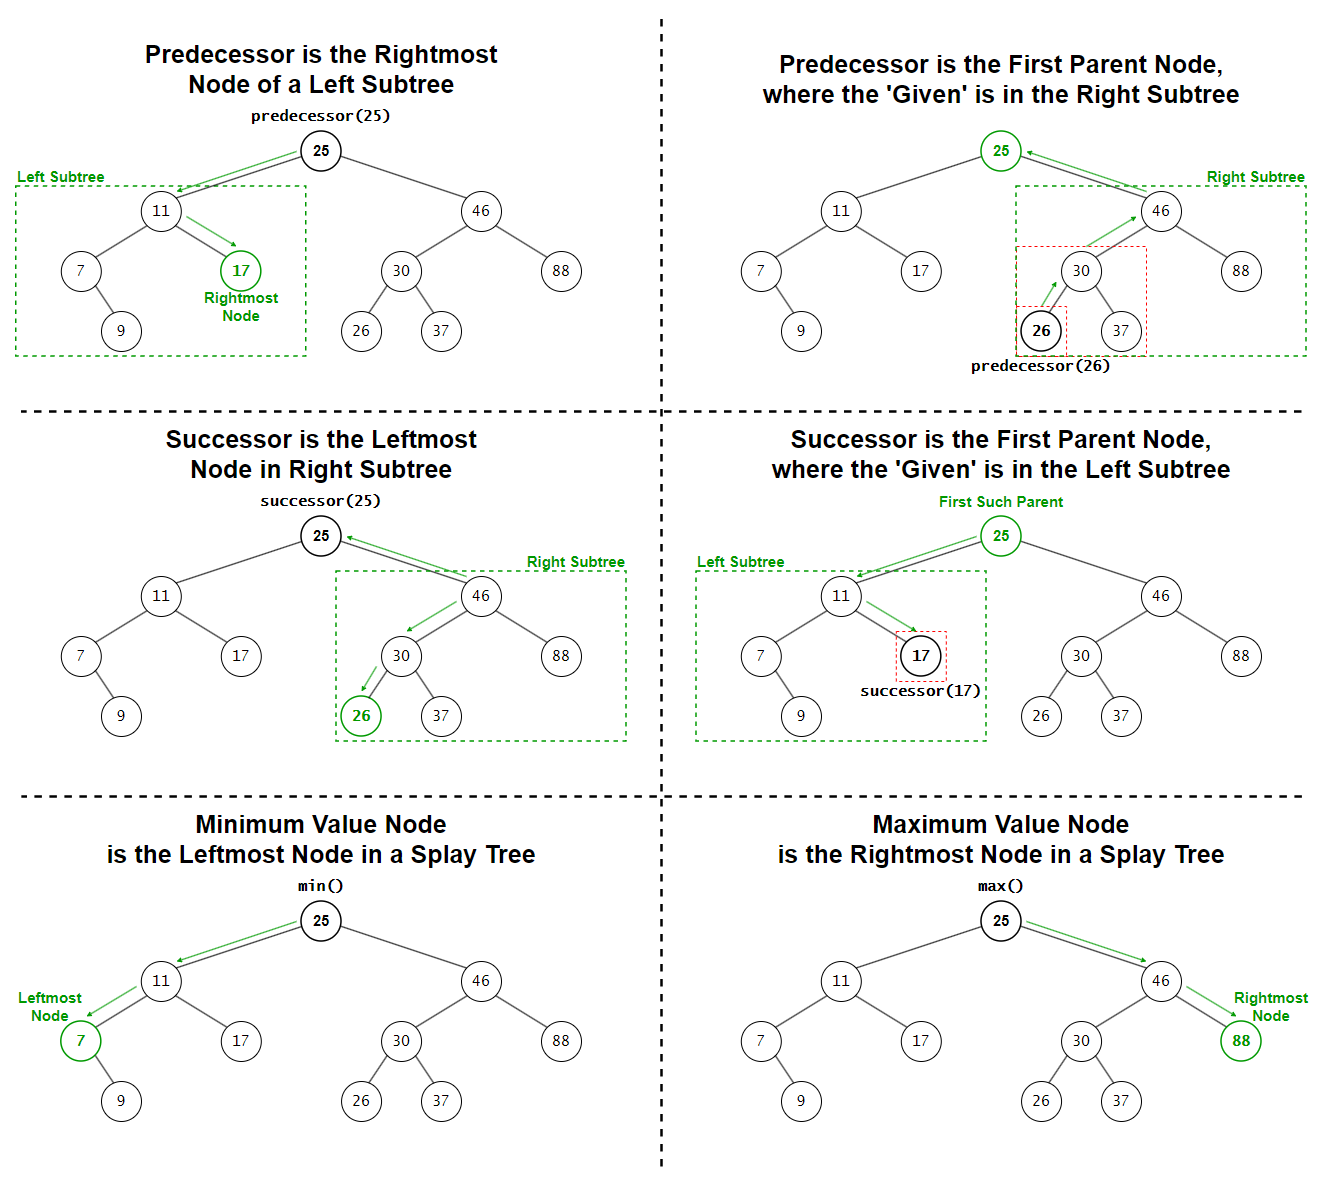 Predecessor is the Rightmost
Node of a Left Subtree
predecessor(25)
25
Left Subtree
11
46
7
17
30
88
Rightmost
Node
9
26
37
Predecessor is the First Parent Node,
where the 'Given' is in the Right Subtree
25
Right Subtree
11
46
7
17
30
88
9
26
37
predecessor(26)
Successor is the Leftmost
Node in Right Subtree
successor(25)
25
Right Subtree
11
46
7
17
30
88
9
26
37
Successor is the First Parent Node,
where the 'Given' is in the Left Subtree
First Such Parent
25
Left Subtree
11
46
7
17
30
88
successor(17)
9
26
37
Minimum Value Node
is the Leftmost Node in a Splay Tree
min()
25
11
46
Leftmost
Node
7
17
30
88
9
26
37
Maximum Value Node
is the Rightmost Node in a Splay Tree
max()
25
11
46
Rightmost
Node
7
17
30
88
9
26
37